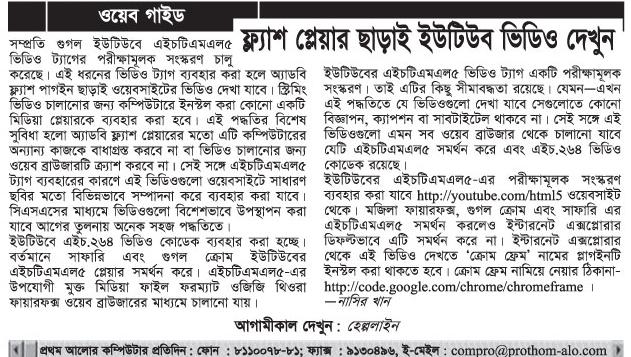 ওয়েব গাইড
ফ্ল্যাশ প্লেয়ার ছাড়াই ইউটিউব ভিডিও দেখুন
সম্প্রতি গুগল ইউটিউবে এইচটিএমএল৫
ভিডিও ট্যাগের পরীক্ষামূলক সংস্করণ চালু
করেছে। এই ধরনের ভিডিও ট্যাগ ব্যবহার করা হলে অ্যাডবি
ফ্ল্যাশ প্লাগইন ছাড়াই ওয়েবসাইটের ভিডিও দেখা যাবে। স্ট্রিমিং
ভিডিও চালানোর জন্য কম্পিউটারে ইনস্টল করা কোনো একটি
মিডিয়া প্লেয়ারকে ব্যবহার করা হবে। এই পদ্ধতির বিশেষ
সুবিধা হলো অ্যাডবি ফ্ল্যাশ প্লেয়ারের মতো এটি কম্পিউটারের
অন্যান্য কাজকে বাধাগ্রস্ত করবে না বা ভিডিও চালানোর জন্য
ওয়েব ব্রাউজারটি ক্র্যাশ করবে না। সেই সঙ্গে এইচটিএমএল৫
ট্যাগ ব্যবহারের কারণে এই ভিডিওগুলো ওয়েবসাইটে সাধারণ
ছবির মতো বিভিন্নভাবে সম্পাদনা করে ব্যবহার করা যাবে।
সিএসএসের মাধ্যমে ভিডিওগুলো বিশেষভাবে উপস্থাপন করা
যাবে আগের তুলনায় অনেক সহজ পদ্ধতিতে।
ইউটিউবে এইচ.২৬৪ ভিডিও কোডেক ব্যবহার করা হচ্ছে।
বর্তমানে সাফারি এবং গুগল ক্রোম ইউটিউবের
এইচটিএমএল৫ প্লেয়ার সমর্থন করে। এইচটিএমএল৫-এর
উপযোগী মুক্ত মিডিয়া ফাইল ফরম্যাট ওজিজি থিওরা
ফায়ারফক্স ওয়েব ব্রাউজারের মাধ্যমে চালানো যায়।
ইউটিউবের এইচটিএমএল৫ ভিডিও ট্যাগ একটি পরীক্ষামূলক
সংস্করণ। তাই এটির কিছু সীমাবদ্ধতা রয়েছে। যেমন—এখন
এই পদ্ধতিতে যে ভিডিওগুলো দেখা যাবে সেগুলোতে কোনো
বিজ্ঞাপন, ক্যাপশন বা সাবটাইটেল থাকবে না। সেই সঙ্গে এই
ভিডিওগুলো এমন সব ওয়েব ব্রাউজার থেকে চালানো যাবে
যেটি এইচটিএমএল৫ সমর্থন করে এবং এইচ.২৬৪ ভিডিও
কোডেক রয়েছে।
ইউটিউবের এইচটিএমএল৫-এর পরীক্ষামূলক সংস্করণ
ব্যবহার করা যাবে http://youtube.com/html5 ওয়েবসাইট
থেকে। মজিলা ফায়ারফক্স, গুগল ক্রোম এবং সাফারি এর
এইচটিএমএল৫ সমর্থন করলেও ইন্টারনেট এক্সপ্লোরার
ডিফল্টভাবে এটি সমর্থন করে না। ইন্টারনেট এক্সপ্লোরার
থেকে এই ভিডিও দেখতে ‘ক্রোম ফ্রেম’ নামের প্লাগইনটি
ইনস্টল করা থাকতে হবে। ক্রোম ফ্রেম নামিয়ে নেয়ার ঠিকানা-
http://code.google.com/chrome/chromeframe ।
—নাসির খান
আগামীকাল দেখুন : হেল্পলাইন
প্রথম আলোর কম্পিউটার প্রতিদিন : ফোন : ৮১১০০৭৮-৮১; ফ্যাক্স : ৯১৩০৪৯৬, ই-মেইল : compro@prothom-alo.com